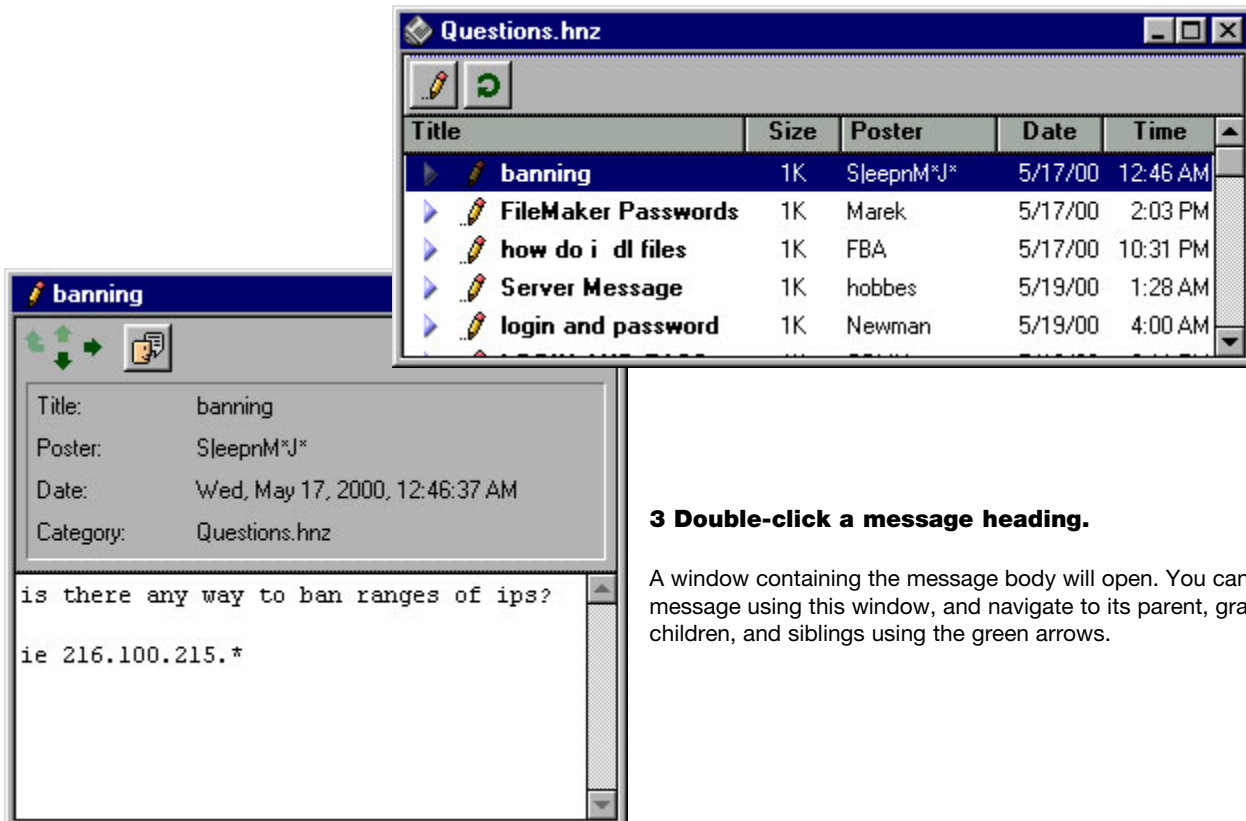 Questions.hnz
Title Size Poster Date Time
banning 1K SleepnM*J* 5/17/00 12:46 AM
FileMaker Passwords 1K Marek 5/17/00 2:03 PM
how do i dl files 1K FBA 5/17/00 10:31 PM
Server Message 1K hobbes 5/19/00 1:28 AM
login and password 1K Newman 5/19/00 4:00 AM
banning
Title: banning
Poster: SleepnM*J*
Date: Wed, May 17, 2000, 12:46:37 AM
Category: Questions.hnz
is there any way to ban ranges of ips?
ie 216.100.215.*
3 Double-click a message heading.
A window containing the message body will open. You can
message using this window, and navigate to its parent, gra
children, and siblings using the green arrows.